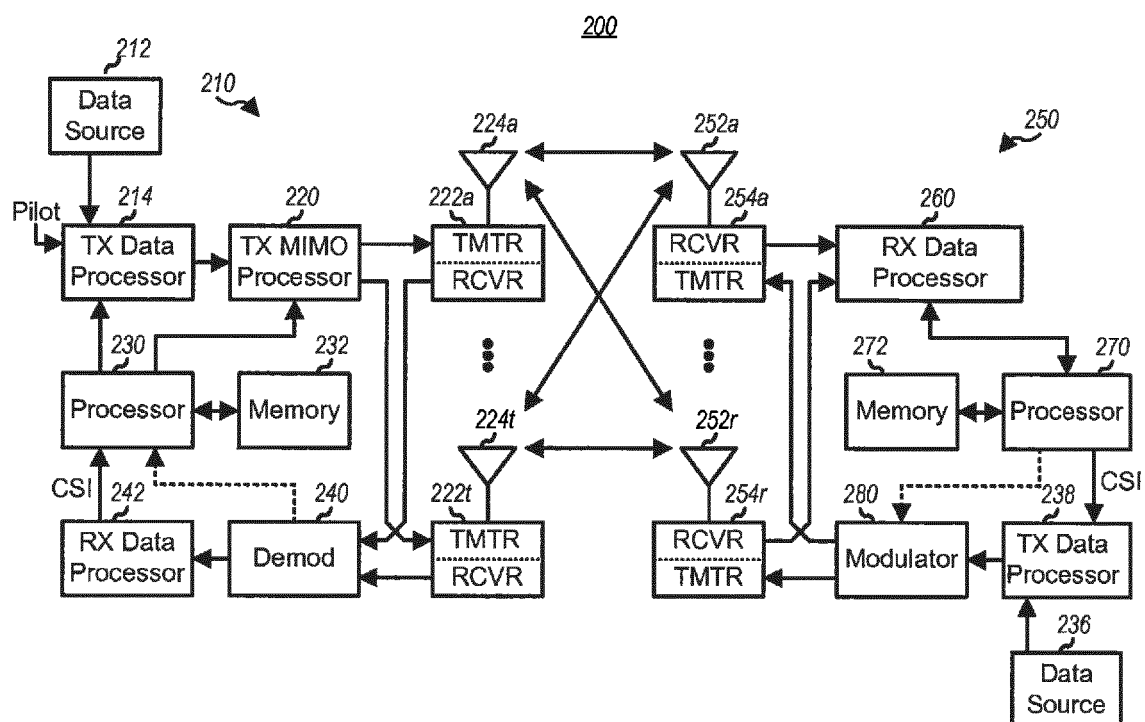 200
212
Data
Source
210
224a
252a
250
Pilot
214
TX Data
Processor
220
TX MIMO
Processor
222a
TMTR
RCVR
254a
RCVR
TMTR
260
RX Data
Processor
230
Processor
232
Memory
272
Memory
270
Processor
224t
252r
CSI
242
RX Data
Processor
240
Demod
222t
TMTR
RCVR
254r
RCVR
TMTR
280
Modulator
CSI
238
TX Data
Processor
236
Data
Source